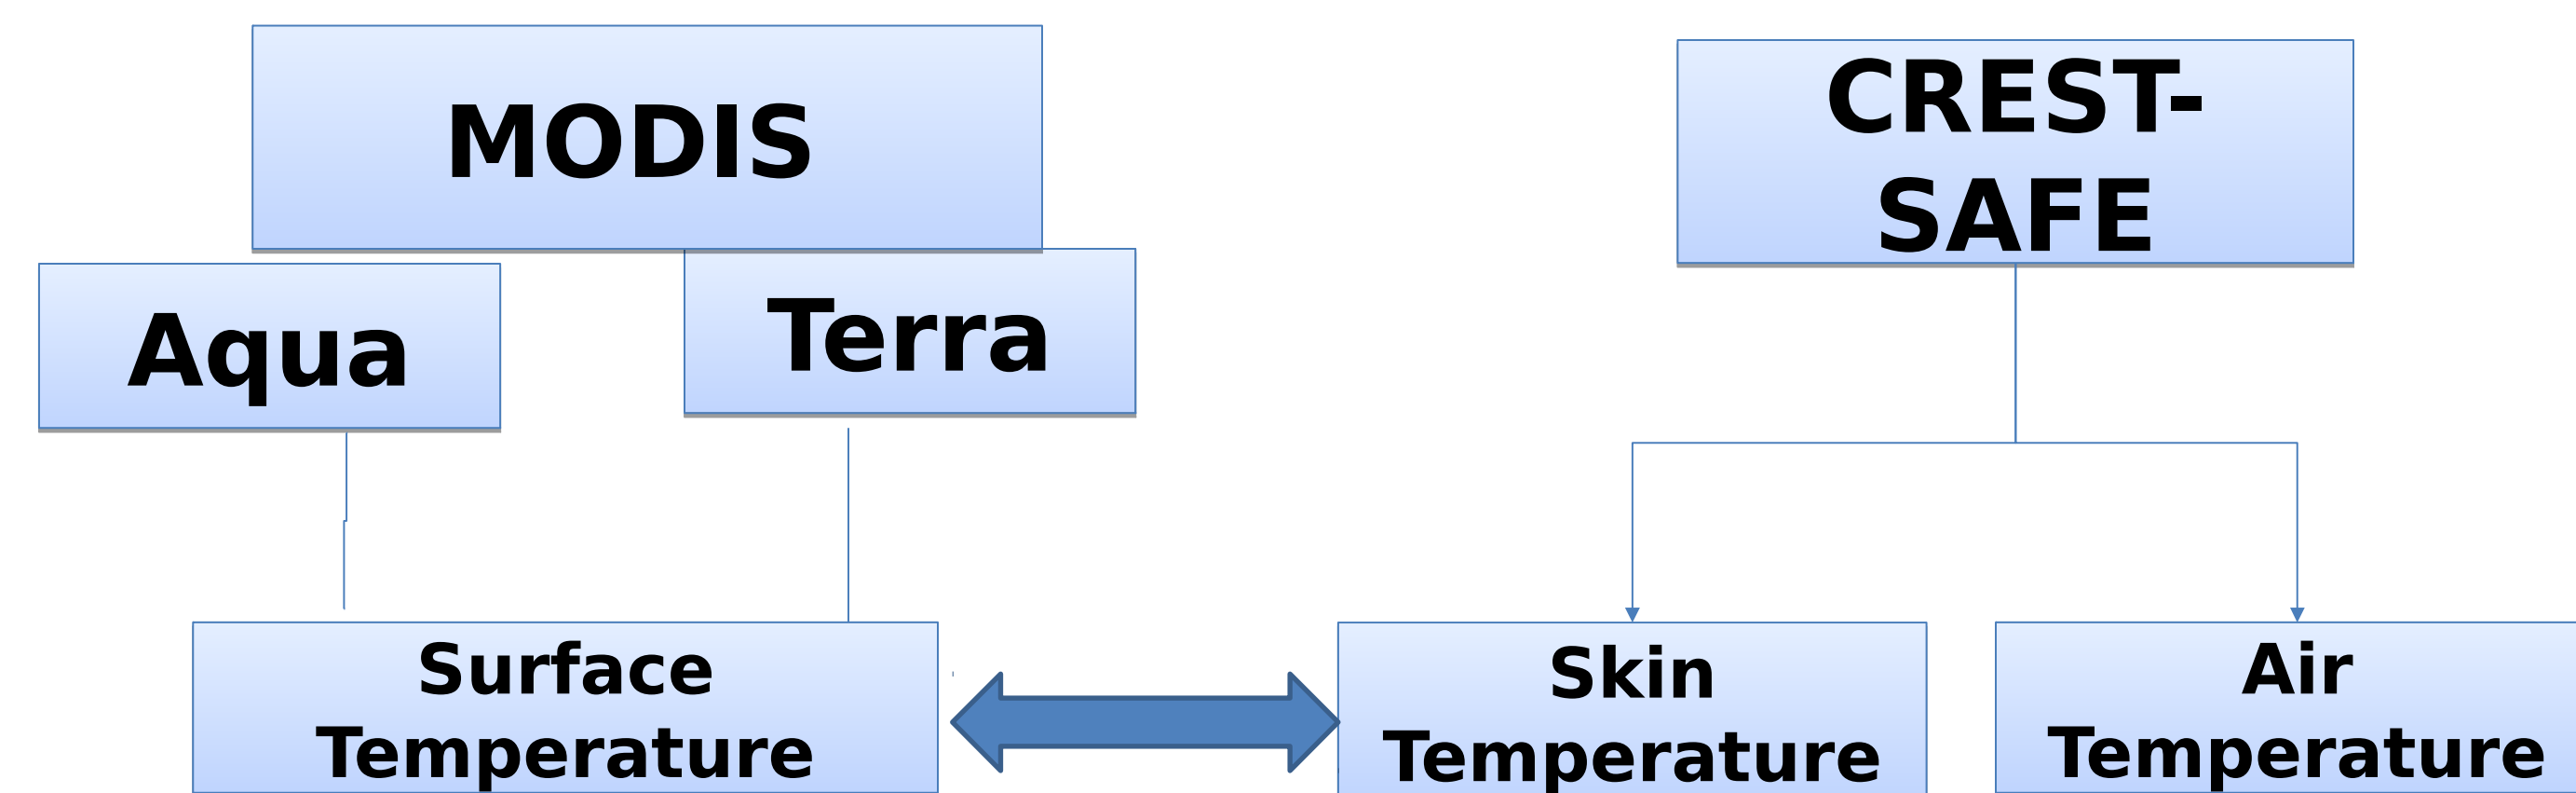 MODIS
CREST-
SAFE
Aqua
Terra
Surface
Temperature
Skin
Temperature
Air
Temperature